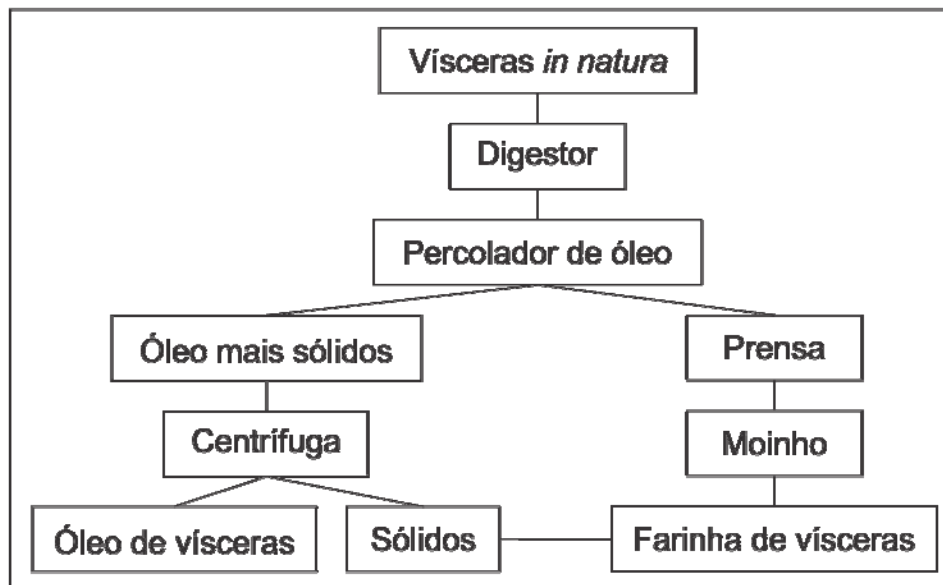 Vísceras in natura
Digestor
Percolador de óleo
Óleo mais sólidos
Prensa
Centrífuga
Moinho
Óleo de vísceras
Sólidos
Farinha de vísceras